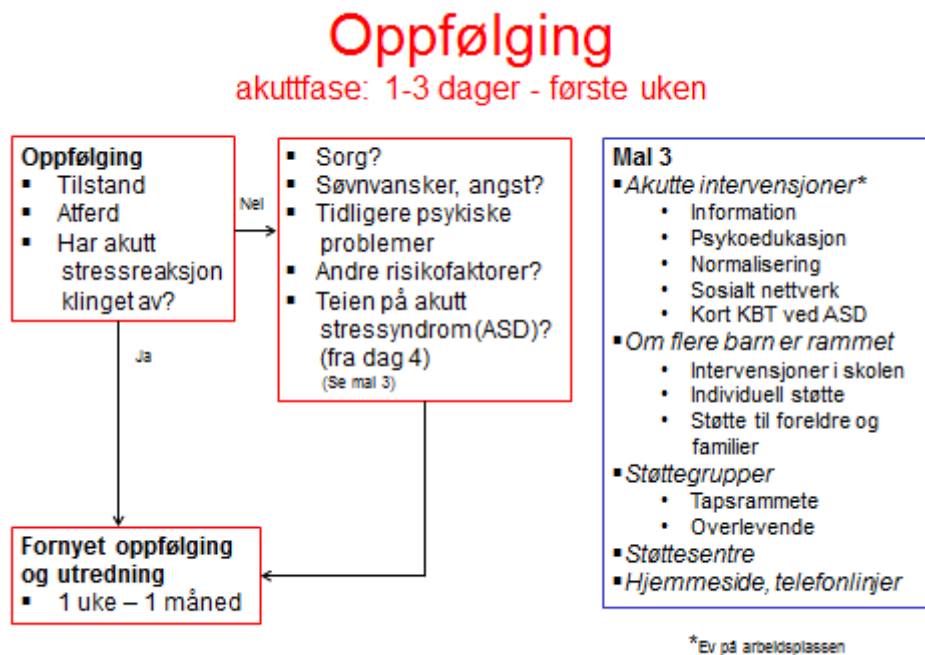 Oppfølging
akuttfase: 1-3 dager - første uken
Oppfølging
▪ Tilstand
▪ Atferd
▪ Har akutt
stressreaksjon
klinget av?
Nei
Ja
▪ Sorg?
▪ Søvnvansker, angst?
▪ Tidligere psykiske
problemer
▪ Andre risikofaktorer?
▪ Teien på akutt
stressyndrom (ASD)?
(fra dag 4)
(Se mal 3)
Fornyet oppfølging
og utredning
▪ 1 uke – 1 måned
Mal 3
▪ Akutte intervensjoner*
• Information
• Psykoedukasjon
• Normalisering
• Sosialt nettverk
• Kort KBT ved ASD
▪ Om flere barn er rammet
• Intervensjoner i skolen
• Individuell støtte
• Støtte til foreldre og
familier
▪ Støttegrupper
• Tapsrammete
• Overlevende
▪ Støttesentre
▪ Hjemmeside, telefonlinjer
*Ev på arbeidsplassen